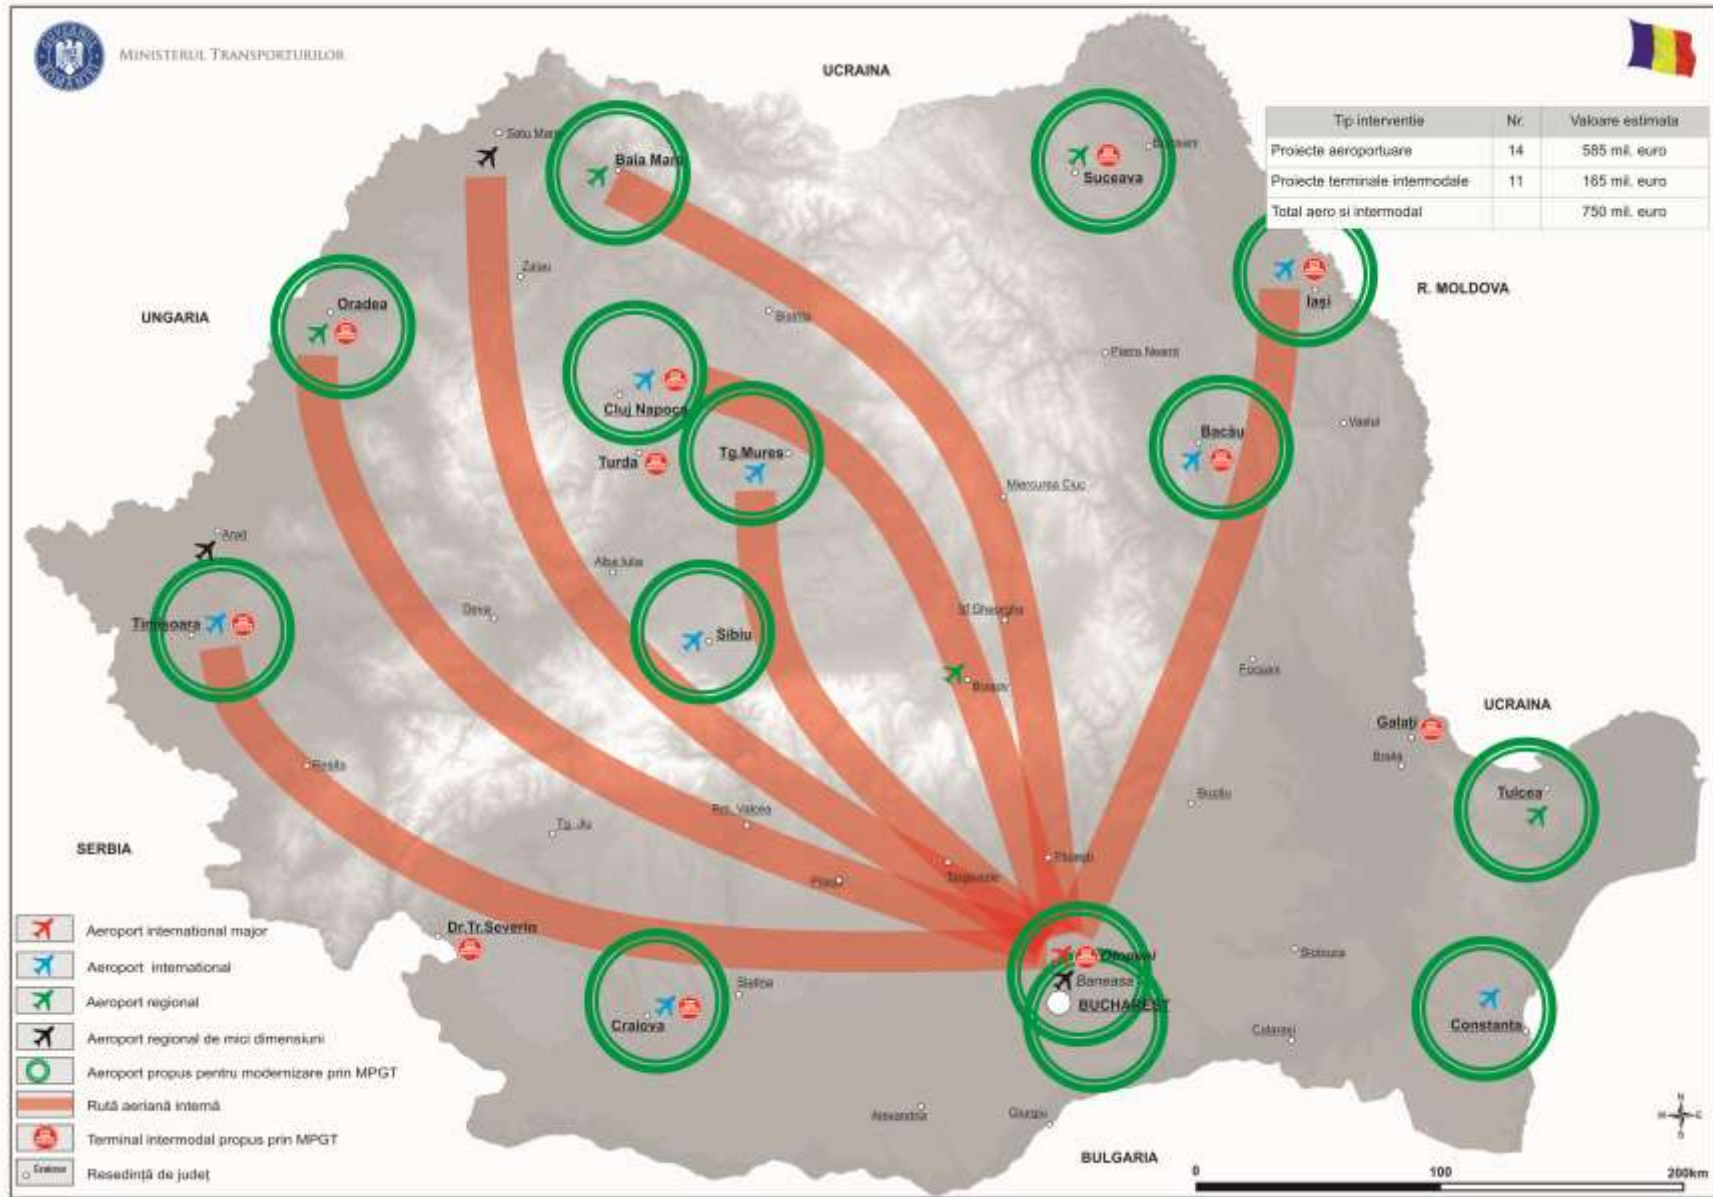 MINISTERUL TRANSPORTURILOR
UCRAINA
Tip interventie Nr. Valoare estimata
Proiecte aeroportuare 14 585 mil. euro
Proiecte terminale intermodale 11 165 mil. euro
Total aero si intermodal 750 mil. euro
Satu Mare
Baia Mare
Suceava
Zalau
Oradea
Iași
R. MOLDOVA
UNGARIA
Bistrita
Piatra Neamt
Cluj Napoca
Bacău
Vaslui
Turda
Tg.Mures
Miercurea Ciuc
Arad
Alba Iulia
Deva
Sf.Gheorghe
Timișoara
Sibiu
Brasov
Focsani
UCRAINA
Galați
Braila
Resita
Rm. Valcea
Buzău
Tulcea
Tg. Jiu
SERBIA
Ploiești
Targoviste
Dr.Tr.Severin
Otopeni
Slobozia
Baneasa
BUCHAREST
Slatina
Craiova
Calarasi
Constanta
Alexandria
Giurgiu
BULGARIA
Aeroport international major
Aeroport international
Aeroport regional
Aeroport regional de mici dimensiuni
Aeroport propus pentru modernizare prin MPGT
Rută aeriană internă
Terminal intermodal propus prin MPGT
Craiova Resedință de județ
N
E
S
0 100 200km